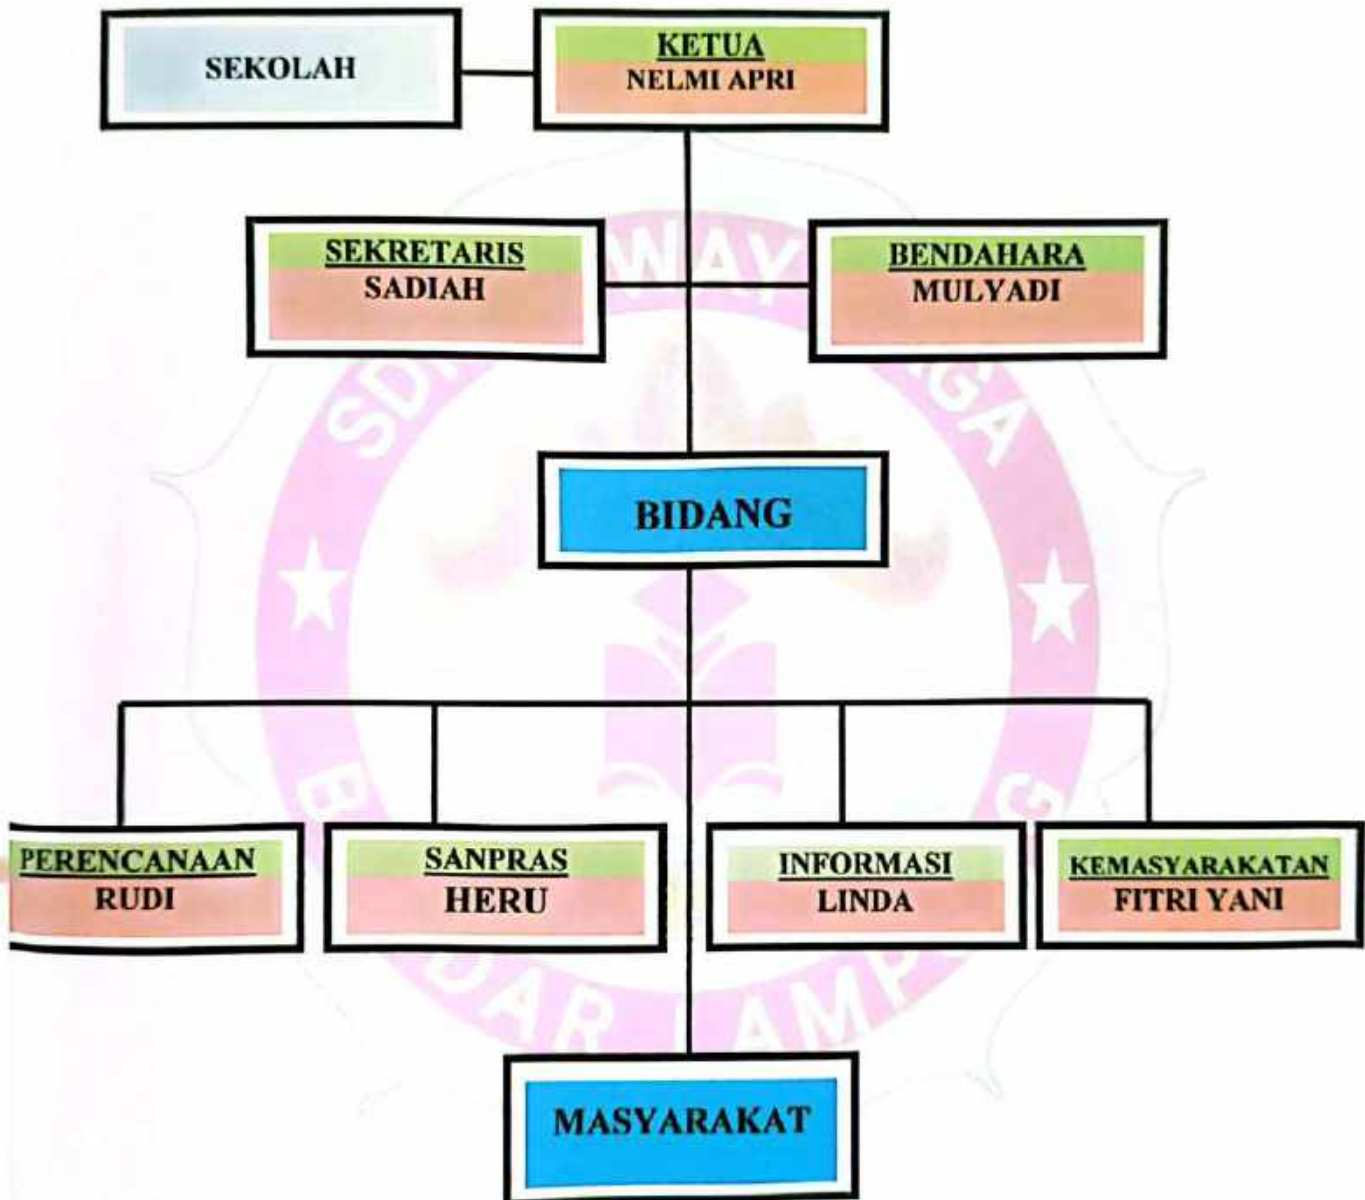 SEKOLAH
KETUA
NELMI APRI
SEKRETARIS
SADIAH
BENDAHARA
MULYADI
WAY
BIDANG
PERENCANAAN
RUDI
SANPRAS
HERU
INFORMASI
LINDA
KEMASYARAKATAN
FITRI YANI
MASYARAKAT